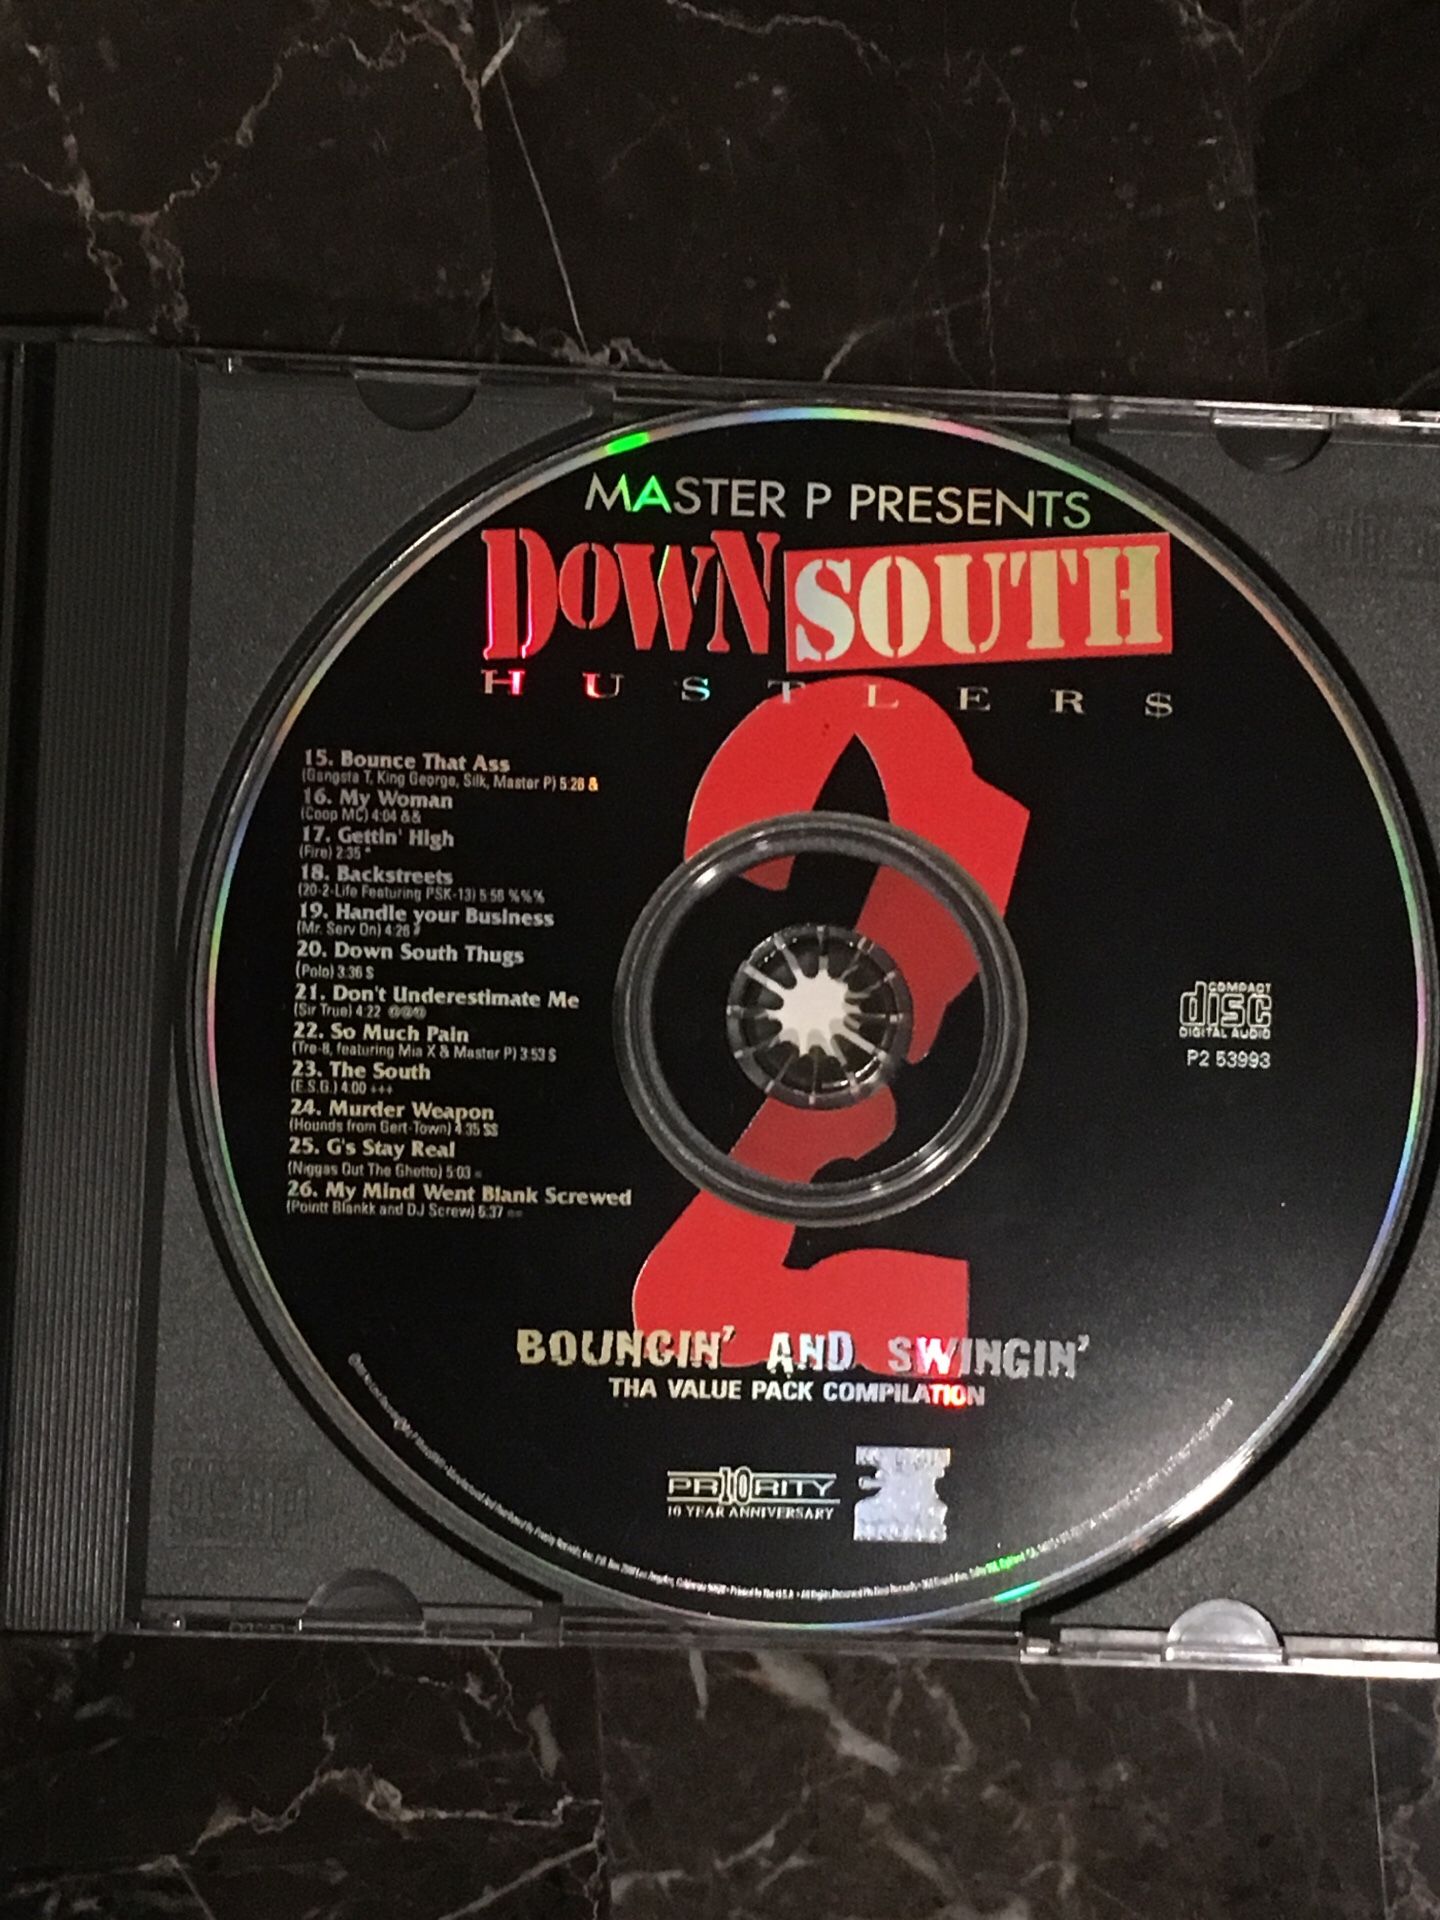 MASTER P PRESENTS
DOWN SOUTH
HUSTLER$
2
15. Bounce That Ass
(Gangsta T, King George, Silk, Master P) 5:28 &
16. My Woman
(Coop MC) 4:04 &&
17. Gettin' High
(Fire) 2:35 *
18. Backstreets
(20-2-Life Featuring PSK-13) 5:58 %%%
19. Handle your Business
(Mr. Serv On) 4:26 #
20. Down South Thugs
(Polo) 3:36 $
21. Don't Underestimate Me
(Sir True) 4:22 @@@
22. So Much Pain
(Tre-8, featuring Mia X & Master P) 3:53 $
23. The South
(E.S.G.) 4:00 +++
24. Murder Weapon
(Hounds from Gert-Town) 4:35 $$
25. G's Stay Real
(Niggas Out The Ghetto) 5:03 =
26. My Mind Went Blank Screwed
(Pointt Blankk and DJ Screw) 5:37 ==
COMPACT
disc
DIGITAL AUDIO
P2 53993
BOUNCIN' AND SWINGIN'
THA VALUE PACK COMPILATION
PR10RITY
10 YEAR ANNIVERSARY